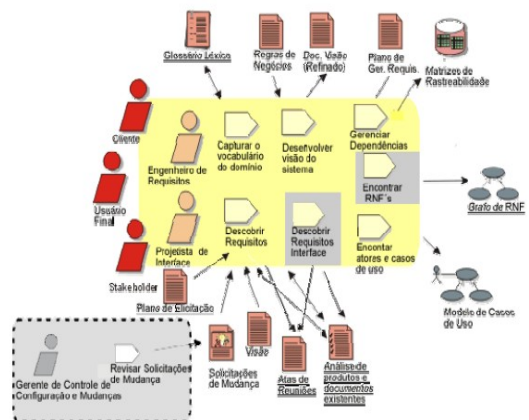 Glossário Léxico
Regras de
Negócios
Doc. Visão
(Refinado)
Plano de
Ger. Requis.
Matrizes de
Rastreabilidade
Cliente
Engenheiro de
Requisitos
Capturar o
vocabulário
do domínio
Desenvolver
visão do
sistema
Gerenciar
Dependências
Encontrar
RNF's
Grafo de RNF
Usuário
Final
Projetista de
Interface
Descobrir
Requisitos
Descobrir
Requisitos
Interface
Encontar
atores e casos
de uso
Stakeholder
Plano de Elicitação
Modelo de Casos
de Uso
Gerente de Controle de
Configuração e Mudanças
Revisar Solicitações
de Mudança
Solicitações
de Mudança
Visão
Atas de
Reuniões
Análise de
produtos e
documentos
existentes